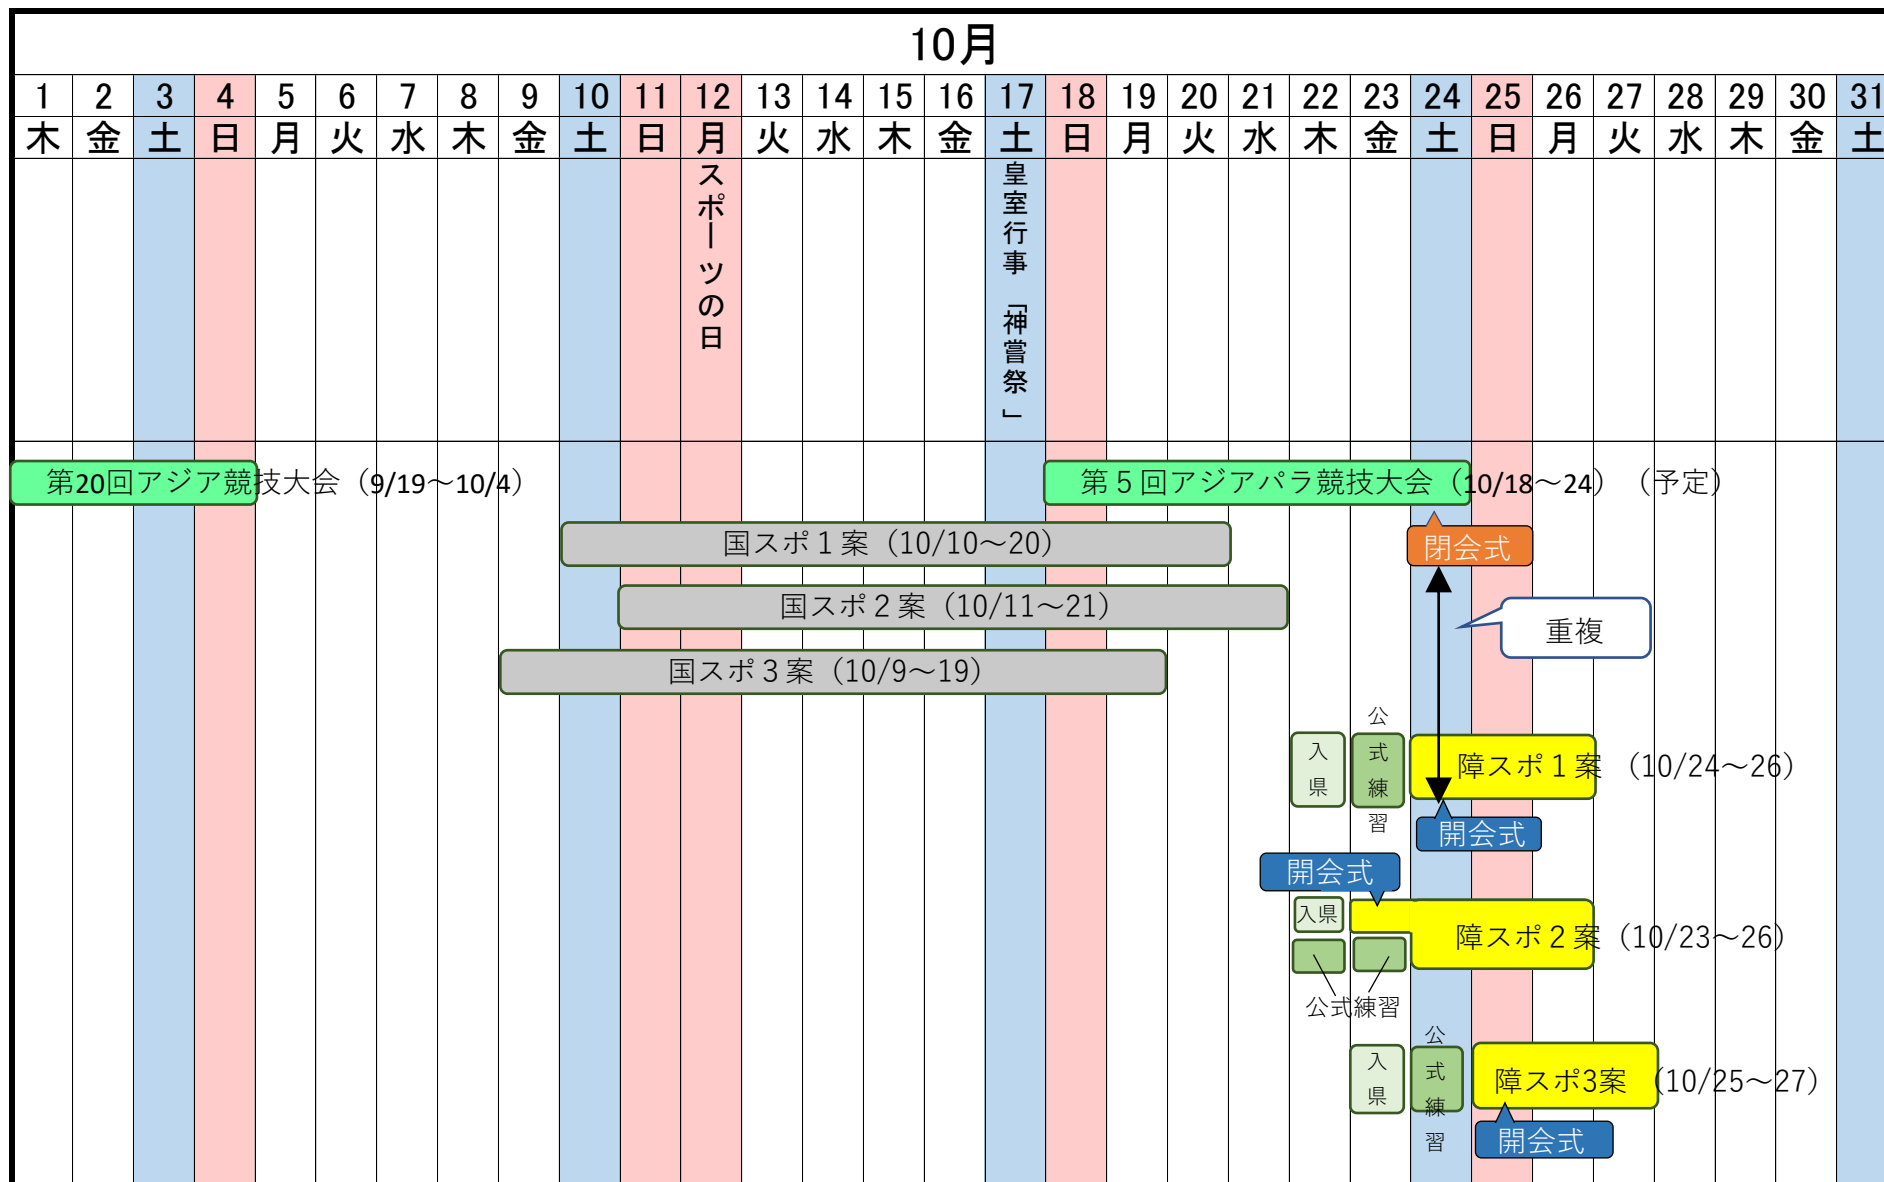 10月
1 2 3 4 5 6 7 8 9 10 11 12 13 14 15 16 17 18 19 20 21 22 23 24 25 26 27 28 29 30 31
木 金 土 日 月 火 水 木 金 土 日 月 火 水 木 金 土 日 月 火 水 木 金 土 日 月 火 水 木 金 土
スポーツの日
皇室行事「神嘗祭」
第20回アジア競技大会（9/19～10/4）
第５回アジアパラ競技大会（10/18～24）（予定）
国スポ１案（10/10～20）
閉会式
国スポ２案（10/11～21）
重複
国スポ３案（10/9～19）
入県
公式練習
障スポ１案（10/24～26）
開会式
開会式
入県
障スポ２案（10/23～26）
公式練習
入県
公式練習
障スポ3案（10/25～27）
開会式